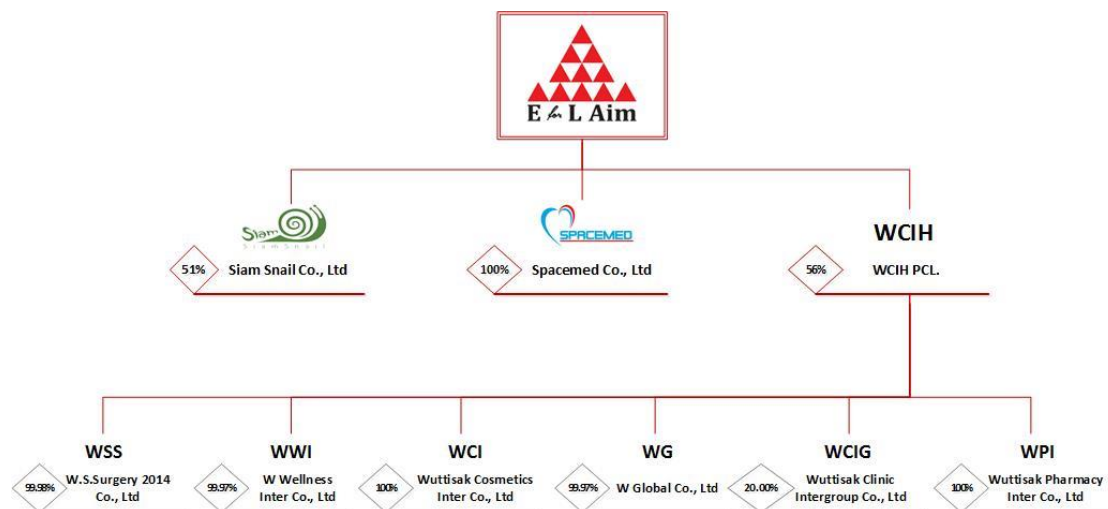 E for L Aim
Siam
SiamSnail
SPACEMED
WCIH
51%
Siam Snail Co., Ltd
100%
Spacemed Co., Ltd
56%
WCIH PCL.
WSS
WWI
WCI
WG
WCIG
WPI
99.98%
W.S.Surgery 2014
Co., Ltd
99.97%
W Wellness
Inter Co., Ltd
100%
Wuttisak Cosmetics
Inter Co., Ltd
99.97%
W Global Co., Ltd
20.00%
Wuttisak Clinic
Intergroup Co., Ltd
100%
Wuttisak Pharmacy
Inter Co., Ltd